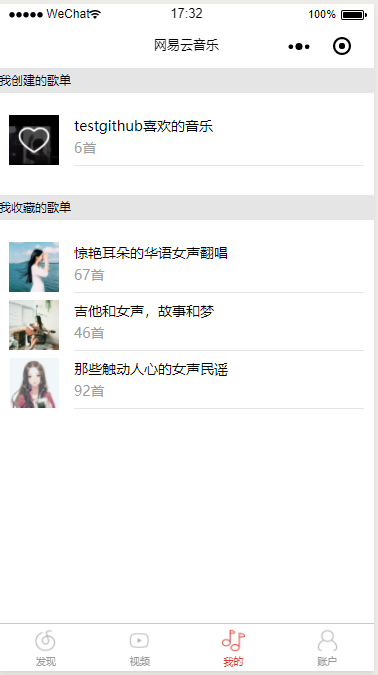 ●●●●● WeChat 17:32 100%
网易云音乐
我创建的歌单
testgithub喜欢的音乐
6首
我收藏的歌单
惊艳耳朵的华语女声翻唱
67首
吉他和女声，故事和梦
46首
那些触动人心的女声民谣
92首
发现 视频 我的 账户